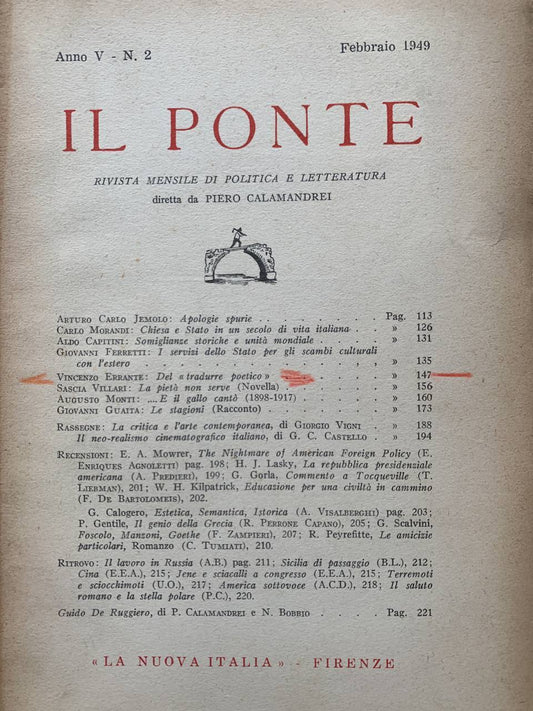 Anno V - N. 2 Febbraio 1949
IL PONTE
RIVISTA MENSILE DI POLITICA E LETTERATURA
diretta da PIERO CALAMANDREI
ARTURO CARLO JEMOLO: Apologie spurie . . . . . . . . . Pag. 113
CARLO MORANDI: Chiesa e Stato in un secolo di vita italiana . . » 126
ALDO CAPITINI: Somiglianze storiche e unità mondiale . . . . » 131
GIOVANNI FERRETTI: I servizi dello Stato per gli scambi culturali
con l'estero . . . . . . . . . . . . . » 135
VINCENZO ERRANTE: Del « tradurre poetico » . . . . » 147
SASCIA VILLARI: La pietà non serve (Novella) . . . . . » 156
AUGUSTO MONTI: .... E il gallo cantò (1898-1917) . . . . . » 160
GIOVANNI GUAITA: Le stagioni (Racconto) . . . . . . . » 173
RASSEGNE: La critica e l'arte contemporanea, di GIORGIO VIGNI . » 188
Il neo-realismo cinematografico italiano, di G. C. CASTELLO . . » 194
RECENSIONI: E. A. Mowrer, The Nightmare of American Foreign Policy (E.
ENRIQUES AGNOLETTI) pag. 198; H. J. Lasky, La repubblica presidenziale
americana (A. PREDIERI), 199; G. Gorla, Commento a Tocqueville (T.
LIEBMAN), 201; W. H. Kilpatrick, Educazione per una civiltà in cammino
(F. DE BARTOLOMEIS), 202.
G. Calogero, Estetica, Semantica, Istorica (A. VISALBERGHI) pag. 203;
P. Gentile, Il genio della Grecia (R. PERRONE CAPANO), 205; G. Scalvini,
Foscolo, Manzoni, Goethe (F. ZAMPIERI), 207; R. Peyrefitte, Le amicizie
particolari, Romanzo (C. TUMIATI), 210.
RITROVO: Il lavoro in Russia (A.B.) pag. 211; Sicilia di passaggio (B.L.), 212;
Cina (E.E.A.), 215; Jene e sciacalli a congresso (E.E.A.), 215; Terremoti
e sciocchimoti (U.O.), 217; America sottovoce (A.C.D.), 218; Il saluto
romano e la stella polare (P.C.), 220.
Guido De Ruggiero, di P. CALAMANDREI e N. BOBBIO . . . . Pag. 221
« LA NUOVA ITALIA » - FIRENZE